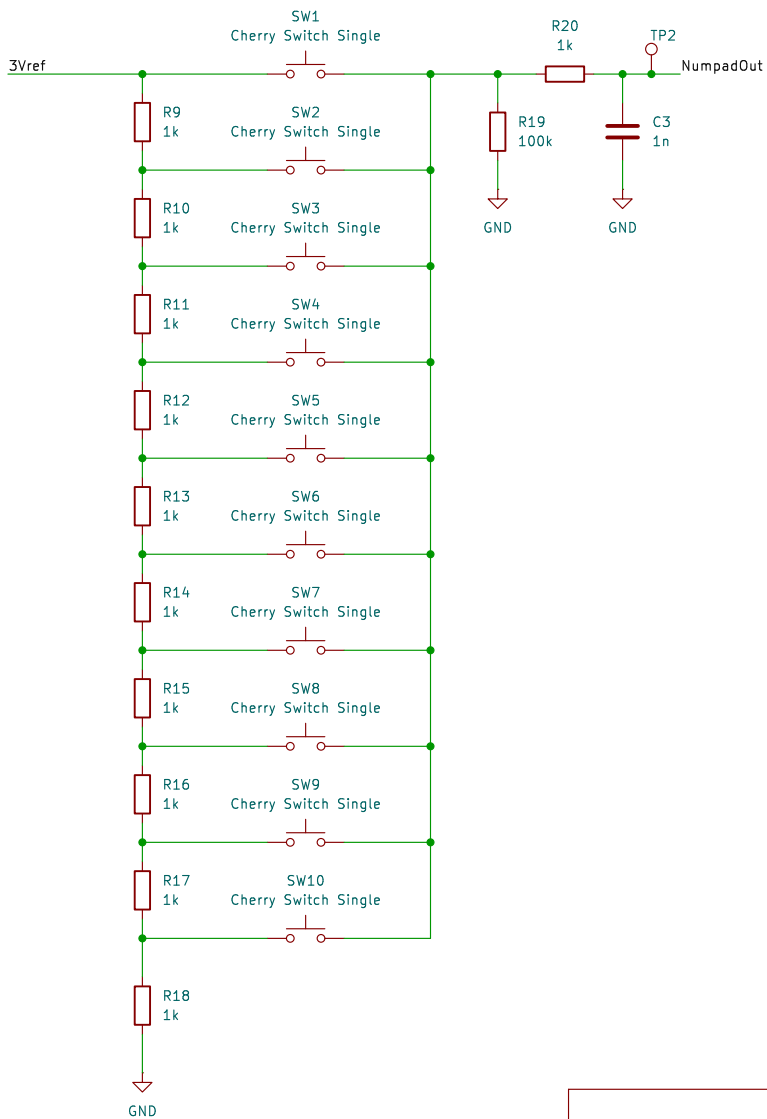 SW1
Cherry Switch Single
3Vref
R20
1k
TP2
NumpadOut
R9
1k
SW2
Cherry Switch Single
R19
100k
C3
1n
GND
GND
R10
1k
SW3
Cherry Switch Single
R11
1k
SW4
Cherry Switch Single
R12
1k
SW5
Cherry Switch Single
R13
1k
SW6
Cherry Switch Single
R14
1k
SW7
Cherry Switch Single
R15
1k
SW8
Cherry Switch Single
R16
1k
SW9
Cherry Switch Single
R17
1k
SW10
Cherry Switch Single
R18
1k
GND